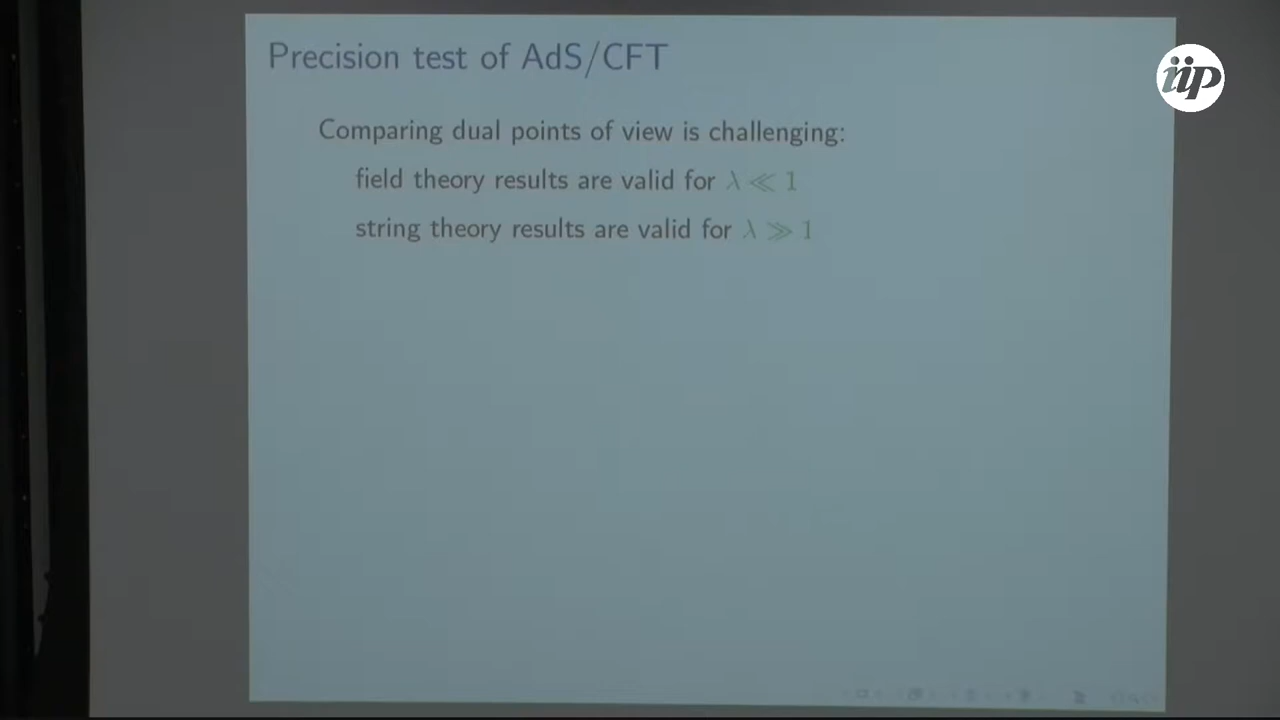 Precision test of AdS/CFT
iip
Comparing dual points of view is challenging:
field theory results are valid for λ ≪ 1
string theory results are valid for λ ≫ 1